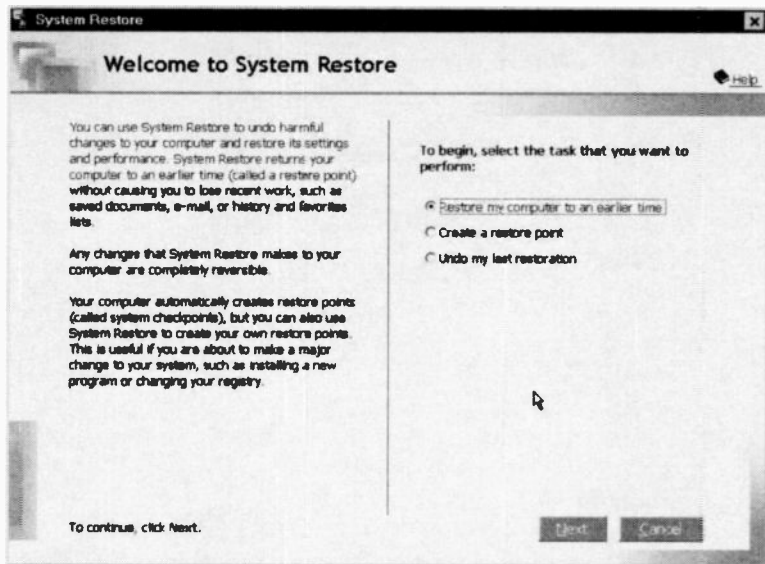 System Restore
Welcome to System Restore
Help
You can use System Restore to undo harmful
changes to your computer and restore its settings
and performance. System Restore returns your
computer to an earlier time (called a restore point)
without causing you to lose recent work, such as
saved documents, e-mail, or history and favorites
lists.
Any changes that System Restore makes to your
computer are completely reversible.
Your computer automatically creates restore points
(called system checkpoints), but you can also use
System Restore to create your own restore points.
This is useful if you are about to make a major
change to your system, such as installing a new
program or changing your registry.
To continue, click Next.
To begin, select the task that you want to
perform:
Restore my computer to an earlier time
Create a restore point
Undo my last restoration
Next
Cancel